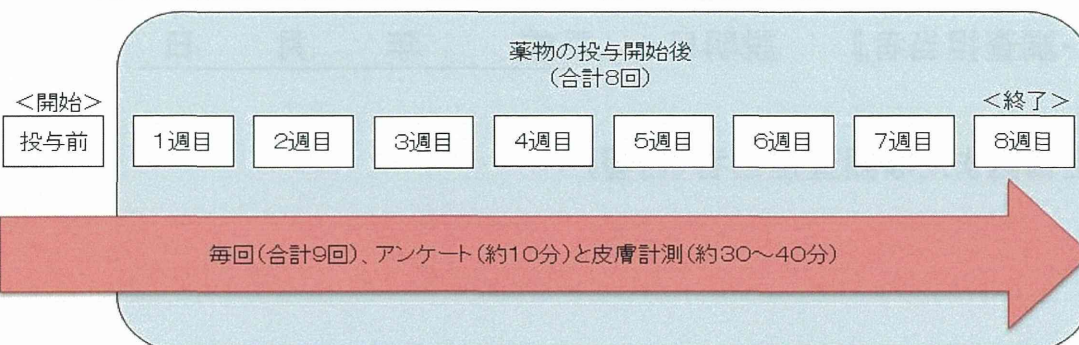 薬物の投与開始後
(合計8回)
<開始>
<終了>
投与前
1週目
2週目
3週目
4週目
5週目
6週目
7週目
8週目
毎回(合計9回)、アンケート(約10分)と皮膚計測(約30~40分)